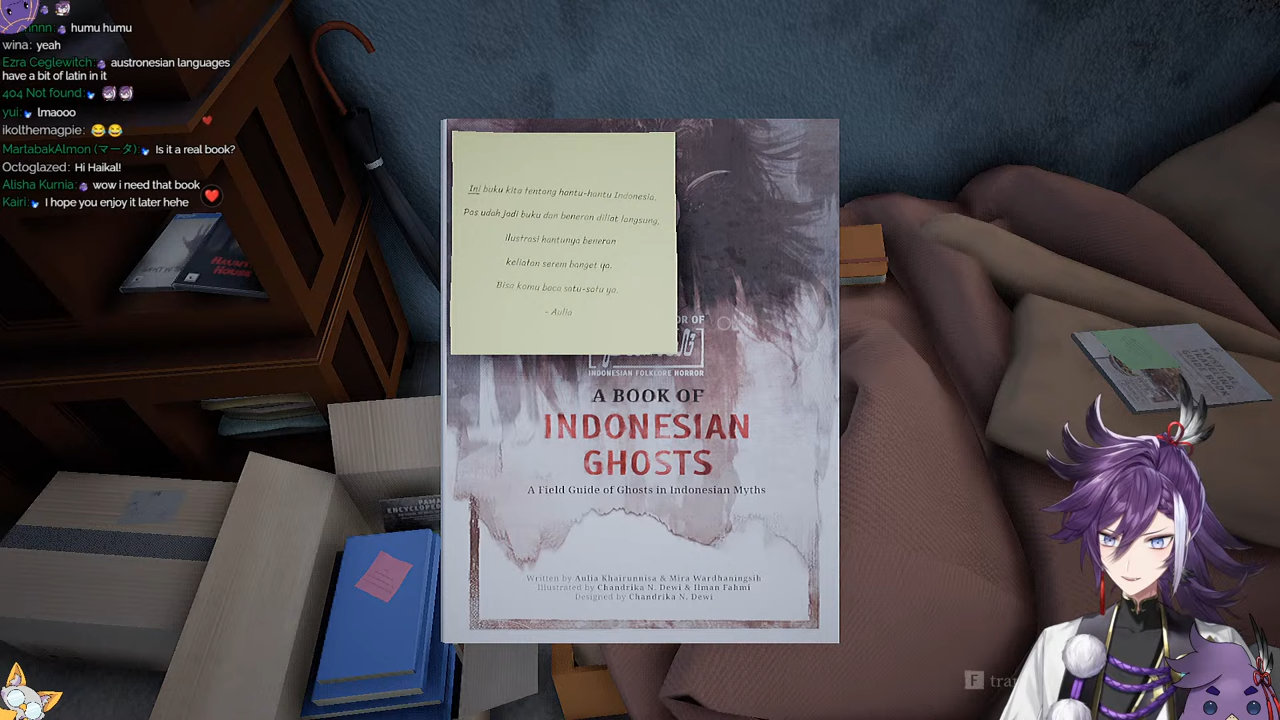 humu humu
wina: yeah
Ezra Ceglewitch: austronesian languages
have a bit of latin in it
404 Not found:
yui: lmaooo
ikolthemagpie:
MartabakAlmon (マータ): Is it a real book?
Octoglazed: Hi Haikal!
Alisha Kurnia: wow i need that book
Kairi: I hope you enjoy it later hehe
Ini buku kita tentang hantu-hantu Indonesia.
Pas udah jadi buku dan beneran diliat langsung,
ilustrasi hantunya beneran
keliatan serem banget ya.
Bisa kamu baca satu-satu ya.
- Aulia
OR OF
INDONESIAN FOLKLORE HORROR
A BOOK OF
INDONESIAN
GHOSTS
A Field Guide of Ghosts in Indonesian Myths
Written by Aulia Khairunnisa & Mira Wardhaningsih
Illustrated by Chandrika N. Dewi & Ilman Fahmi
Designed by Chandrika N. Dewi
HOUSE
F